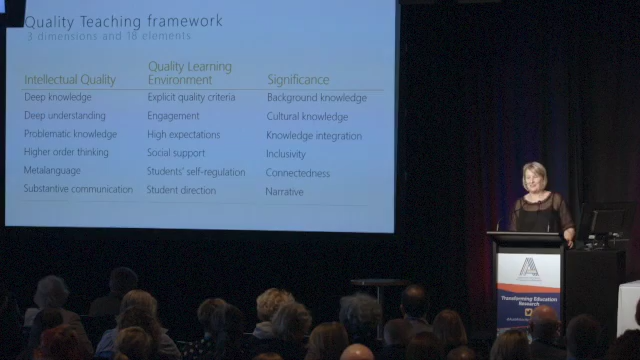 Quality Teaching framework
3 dimensions and 18 elements
Intellectual Quality
Quality Learning
Environment
Significance
Deep knowledge
Explicit quality criteria
Background knowledge
Deep understanding
Engagement
Cultural knowledge
Problematic knowledge
High expectations
Knowledge integration
Higher order thinking
Social support
Inclusivity
Metalanguage
Students' self-regulation
Connectedness
Substantive communication
Student direction
Narrative
Transforming Education
Research